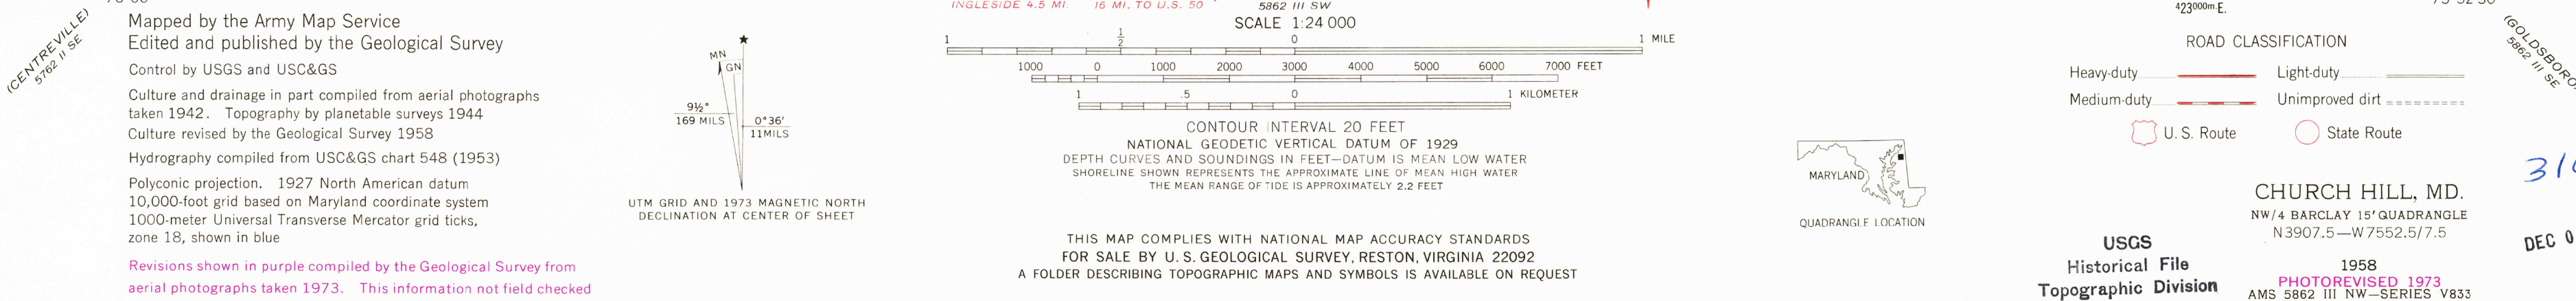 (CENTREVILLE)
5762 II SE
Mapped by the Army Map Service
Edited and published by the Geological Survey
Control by USGS and USC&GS
Culture and drainage in part compiled from aerial photographs
taken 1942. Topography by planetable surveys 1944
Culture revised by the Geological Survey 1958
Hydrography compiled from USC&GS chart 548 (1953)
Polyconic projection. 1927 North American datum
10,000-foot grid based on Maryland coordinate system
1000-meter Universal Transverse Mercator grid ticks,
zone 18, shown in blue
Revisions shown in purple compiled by the Geological Survey from
aerial photographs taken 1973. This information not field checked
★
MN
GN
9½°
169 MILS
0°36′
11 MILS
UTM GRID AND 1973 MAGNETIC NORTH
DECLINATION AT CENTER OF SHEET
INGLESIDE 4.5 MI.
16 MI. TO U.S. 50
5862 III SW
SCALE 1:24 000
1 ½ 0 1 MILE
1000 0 1000 2000 3000 4000 5000 6000 7000 FEET
1 .5 0 1 KILOMETER
CONTOUR INTERVAL 20 FEET
NATIONAL GEODETIC VERTICAL DATUM OF 1929
DEPTH CURVES AND SOUNDINGS IN FEET—DATUM IS MEAN LOW WATER
SHORELINE SHOWN REPRESENTS THE APPROXIMATE LINE OF MEAN HIGH WATER
THE MEAN RANGE OF TIDE IS APPROXIMATELY 2.2 FEET
THIS MAP COMPLIES WITH NATIONAL MAP ACCURACY STANDARDS
FOR SALE BY U. S. GEOLOGICAL SURVEY, RESTON, VIRGINIA 22092
A FOLDER DESCRIBING TOPOGRAPHIC MAPS AND SYMBOLS IS AVAILABLE ON REQUEST
MARYLAND
QUADRANGLE LOCATION
423000m.E.
ROAD CLASSIFICATION
Heavy-duty
Light-duty
Medium-duty
Unimproved dirt
U. S. Route
State Route
(GOLDSBORO
5862 III SE
CHURCH HILL, MD.
NW/4 BARCLAY 15′ QUADRANGLE
N3907.5—W7552.5/7.5
1958
PHOTOREVISED 1973
AMS 5862 III NW—SERIES V833
USGS
Historical File
Topographic Division
DEC 0